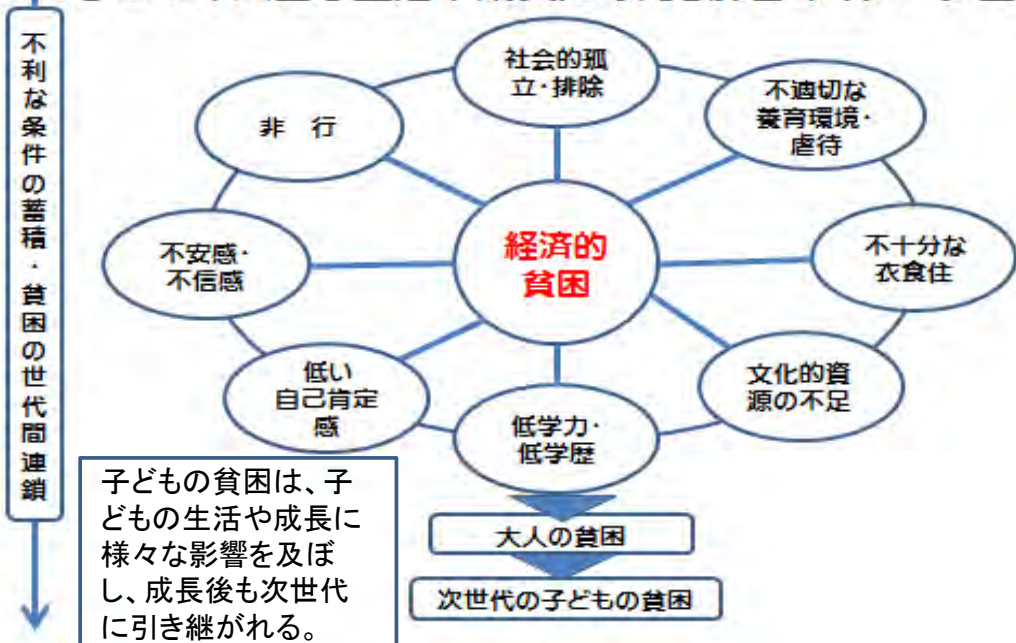 不利な条件の蓄積・貧困の世代間連鎖
社会的孤
立・排除
不適切な
養育環境・
虐待
非 行
経済的
貧困
不安感・
不信感
不十分な
衣食住
低い
自己肯定
感
文化的資
源の不足
低学力・
低学歴
子どもの貧困は、子
どもの生活や成長に
様々な影響を及ぼ
し、成長後も次世代
に引き継がれる。
大人の貧困
次世代の子どもの貧困